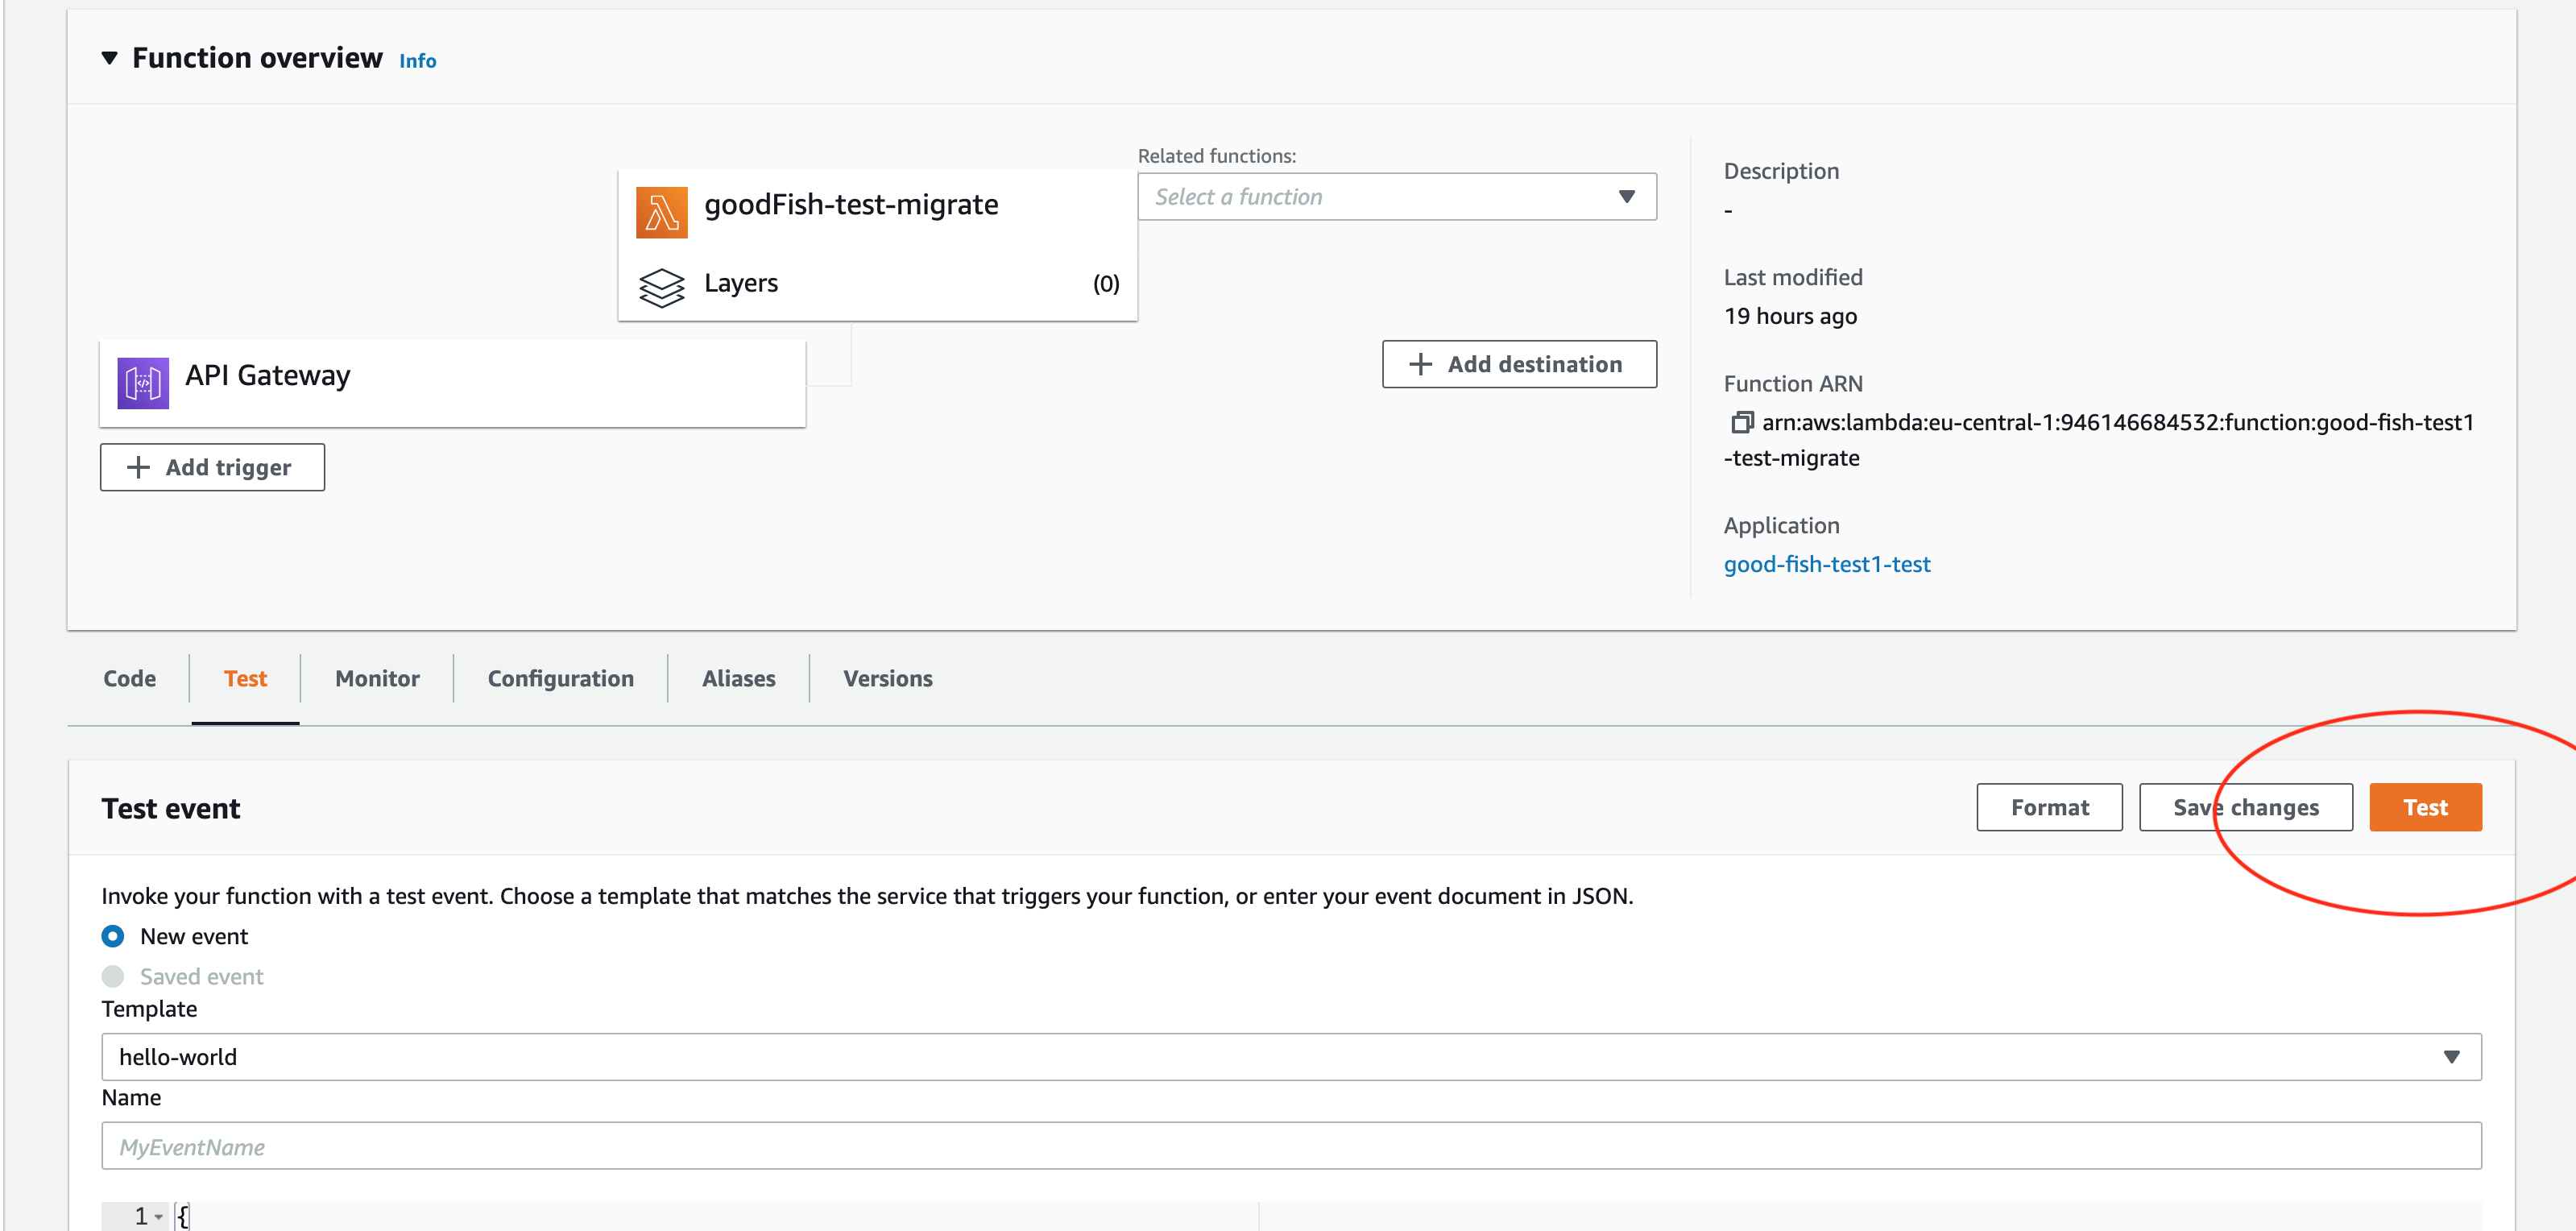 Function overview Info
Related functions:
goodFish-test-migrate
Select a function
Layers (0)
API Gateway
Add destination
Add trigger
Description
-
Last modified
19 hours ago
Function ARN
arn:aws:lambda:eu-central-1:946146684532:function:good-fish-test1
-test-migrate
Application
good-fish-test1-test
Code Test Monitor Configuration Aliases Versions
Test event Format Save changes Test
Invoke your function with a test event. Choose a template that matches the service that triggers your function, or enter your event document in JSON.
New event
Saved event
Template
hello-world
Name
MyEventName
1 {